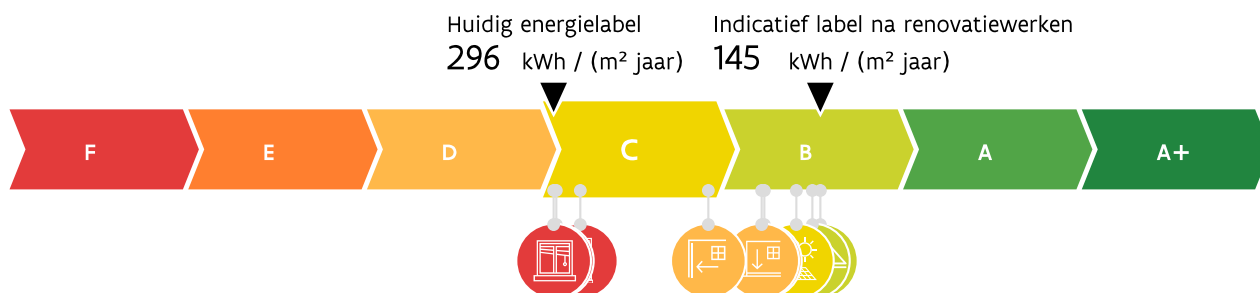 Huidig energielabel
296 kWh / (m² jaar)
Indicatief label na renovatiewerken
145 kWh / (m² jaar)
F
E
D
C
B
A
A+